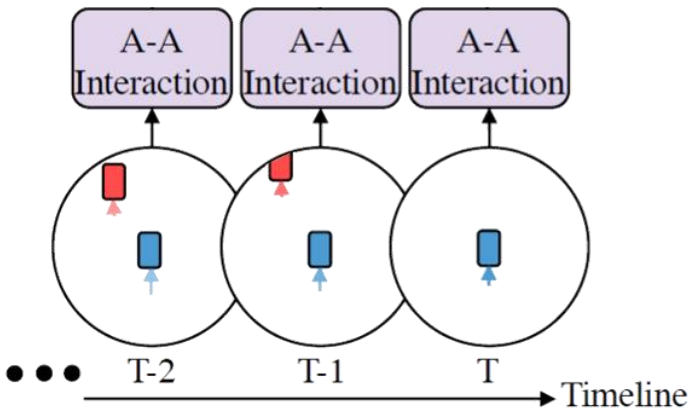 A-A
Interaction
A-A
Interaction
A-A
Interaction
T-2
T-1
T
Timeline